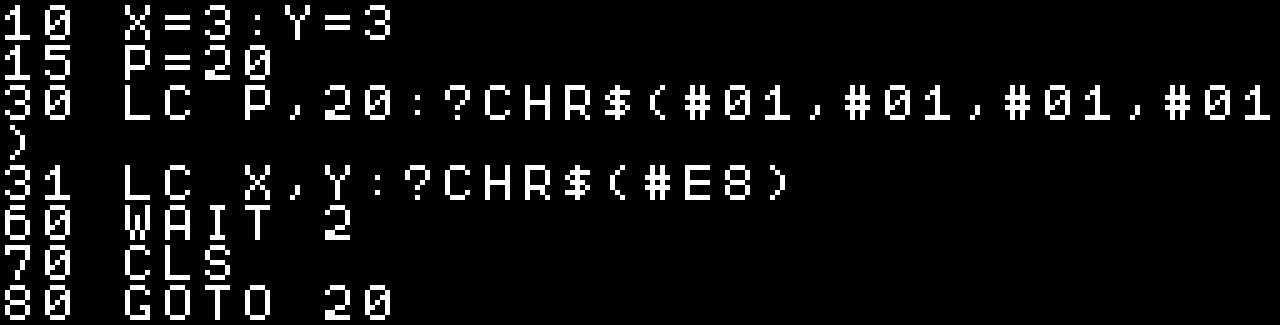 10 X=3:Y=3
15 P=20
30 LC P,20:?CHR$(#01,#01,#01,#01
)
31 LC X,Y:?CHR$(#E8)
60 WAIT 2
70 CLS
80 GOTO 20